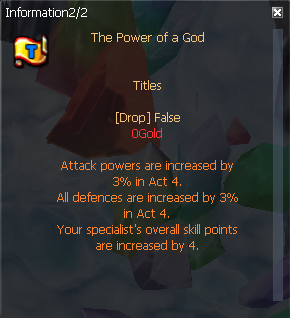 Information2/2
The Power of a God
T
Titles
[Drop] False
0Gold
Attack powers are increased by
3% in Act 4.
All defences are increased by 3%
in Act 4.
Your specialist's overall skill points
are increased by 4.